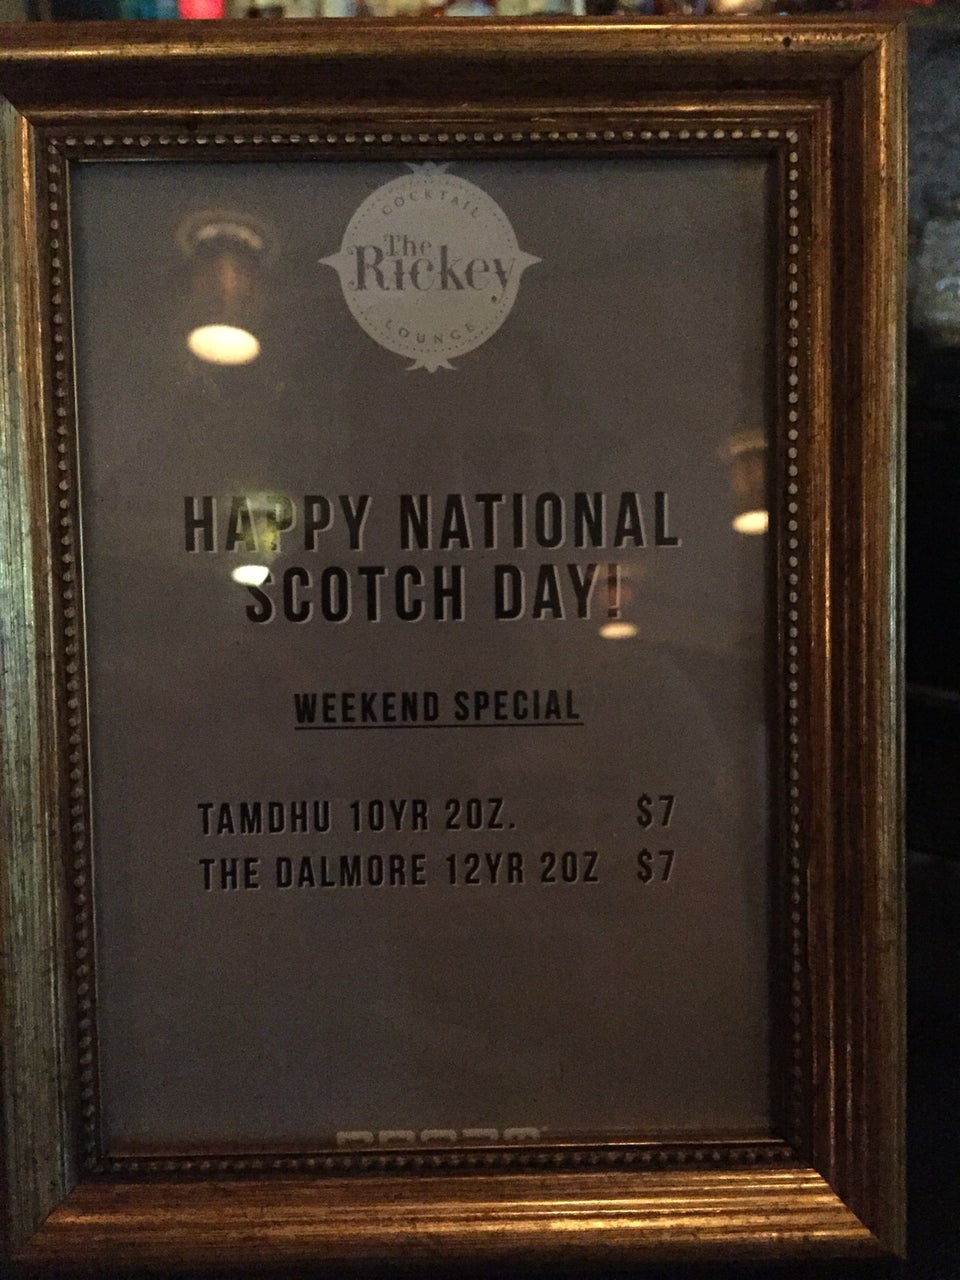 COCKTAIL
The
Rickey
LOUNGE
HAPPY NATIONAL
SCOTCH DAY!
WEEKEND SPECIAL
TAMDHU 10YR 2OZ. $7
THE DALMORE 12YR 2OZ $7